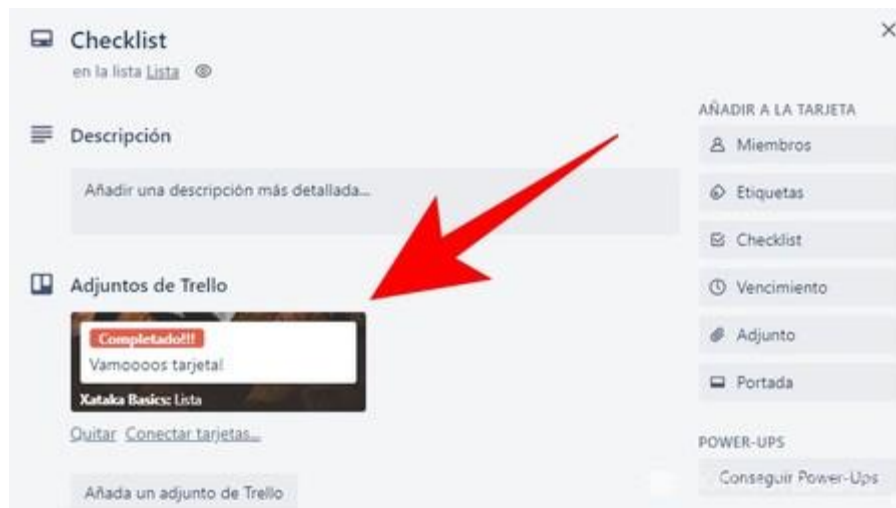 Checklist
en la lista Lista
Descripción
Añadir una descripción más detallada...
Adjuntos de Trello
Completado!!!
Vamoooos tarjeta!
Xataka Basics: Lista
Quitar Conectar tarjetas...
Añada un adjunto de Trello
AÑADIR A LA TARJETA
Miembros
Etiquetas
Checklist
Vencimiento
Adjunto
Portada
POWER-UPS
Conseguir Power-Ups